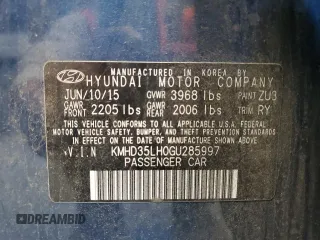 MANUFACTURED IN KOREA BY
HYUNDAI MOTOR COMPANY
JUN/10/15 GVWR 3968 lbs PAINT ZU3
GAWR FRONT 2205 lbs GAWR REAR 2006 lbs TRIM RY
THIS VEHICLE CONFORMS TO ALL APPLICABLE
FEDERAL MOTOR VEHICLE SAFETY, BUMPER, AND
THEFT PREVENTION STANDARDS IN EFFECT ON
THE DATE OF MANUFACTURE SHOWN ABOVE.
V.I.N KMHD35LH0GU285997
PASSENGER CAR
DRIVEBIDWIN